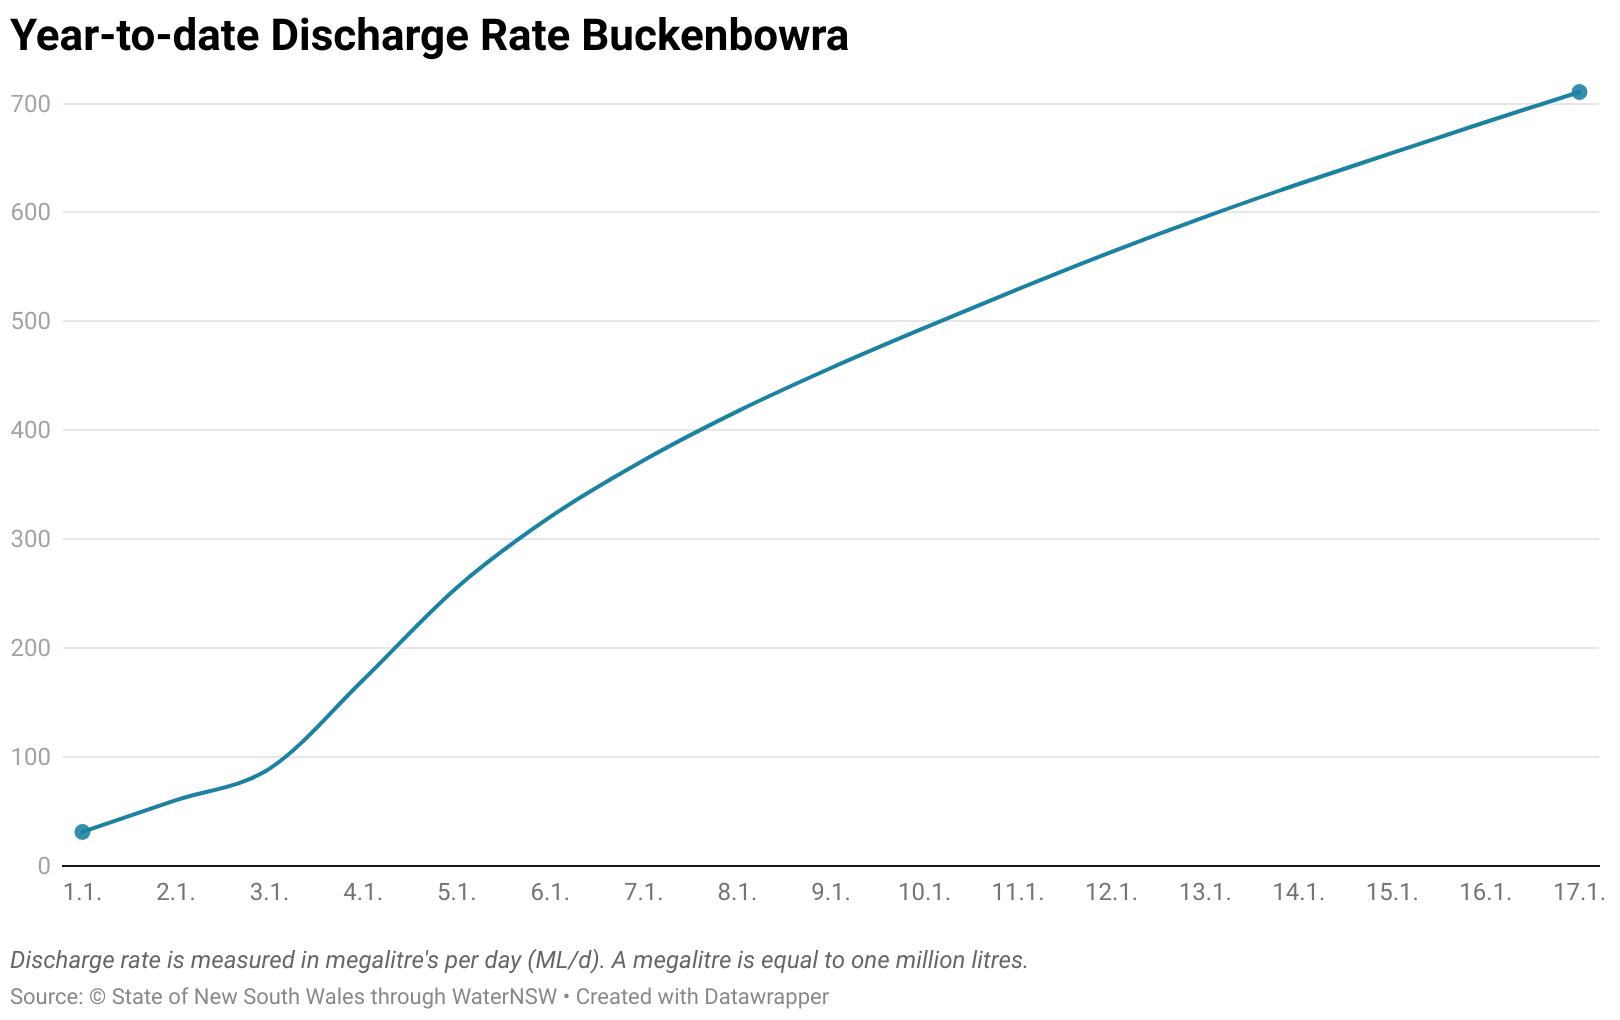 Year-to-date Discharge Rate Buckenbowra
700
600
500
400
300
200
100
0
1.1. 2.1. 3.1. 4.1. 5.1. 6.1. 7.1. 8.1. 9.1. 10.1. 11.1. 12.1. 13.1. 14.1. 15.1. 16.1. 17.1.
Discharge rate is measured in megalitre's per day (ML/d). A megalitre is equal to one million litres.
Source: © State of New South Wales through WaterNSW • Created with Datawrapper